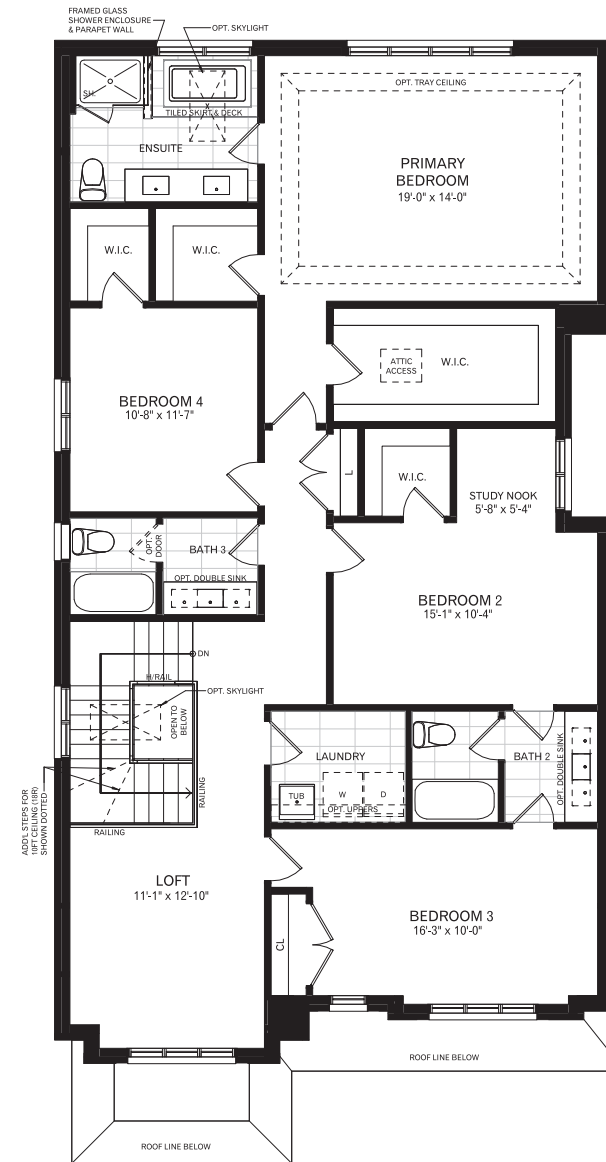 FRAMED GLASS
SHOWER ENCLOSURE
& PARAPET WALL
OPT. SKYLIGHT
OPT. TRAY CEILING
SH.
TILED SKIRT & DECK
ENSUITE
PRIMARY
BEDROOM
19'-0" x 14'-0"
W.I.C.
W.I.C.
ATTIC
ACCESS
W.I.C.
BEDROOM 4
10'-8" x 11'-7"
L
W.I.C.
STUDY NOOK
5'-8" x 5'-4"
OPT.
DOOR
BATH 3
OPT. DOUBLE SINK
BEDROOM 2
15'-1" x 10'-4"
DN
H/RAIL
OPT. SKYLIGHT
OPEN TO
BELOW
RAILING
RAILING
ADD'L STEPS FOR
10FT CEILING (18R)
SHOWN DOTTED
LAUNDRY
TUB
W
D
OPT. UPPERS
BATH 2
OPT. DOUBLE SINK
LOFT
11'-1" x 12'-10"
BEDROOM 3
16'-3" x 10'-0"
CL
ROOF LINE BELOW
ROOF LINE BELOW